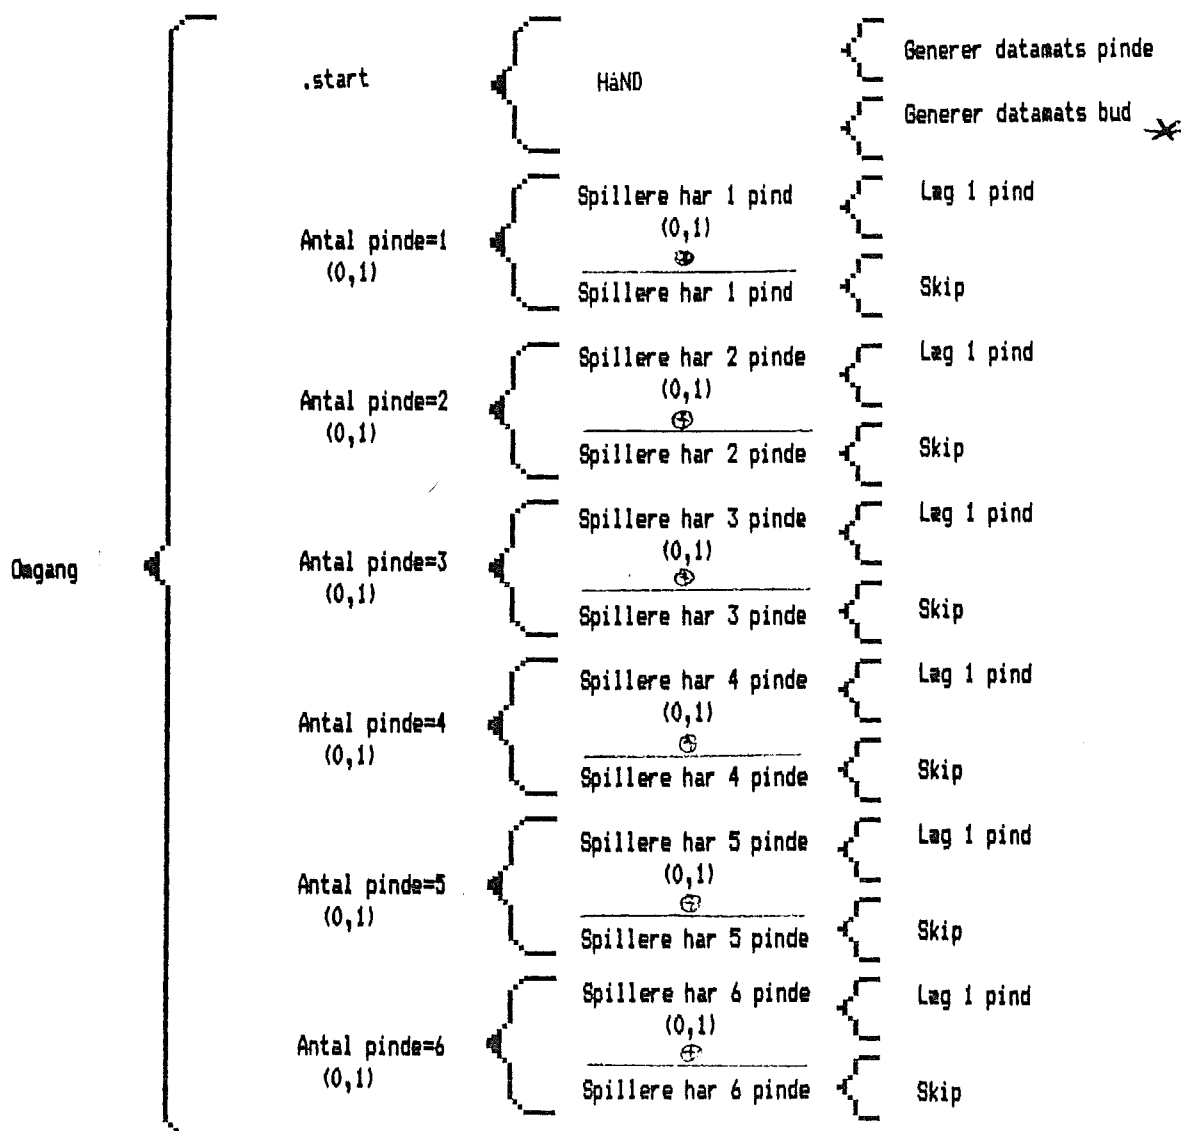 .start
HåND
Generer datamats pinde
Generer datamats bud
Antal pinde=1
(0,1)
Spillere har 1 pind
(0,1)
Spillere har 1 pind
Læg 1 pind
Skip
Antal pinde=2
(0,1)
Spillere har 2 pinde
(0,1)
Spillere har 2 pinde
Læg 1 pind
Skip
Omgang
Antal pinde=3
(0,1)
Spillere har 3 pinde
(0,1)
Spillere har 3 pinde
Læg 1 pind
Skip
Antal pinde=4
(0,1)
Spillere har 4 pinde
(0,1)
Spillere har 4 pinde
Læg 1 pind
Skip
Antal pinde=5
(0,1)
Spillere har 5 pinde
(0,1)
Spillere har 5 pinde
Læg 1 pind
Skip
Antal pinde=6
(0,1)
Spillere har 6 pinde
(0,1)
Spillere har 6 pinde
Læg 1 pind
Skip